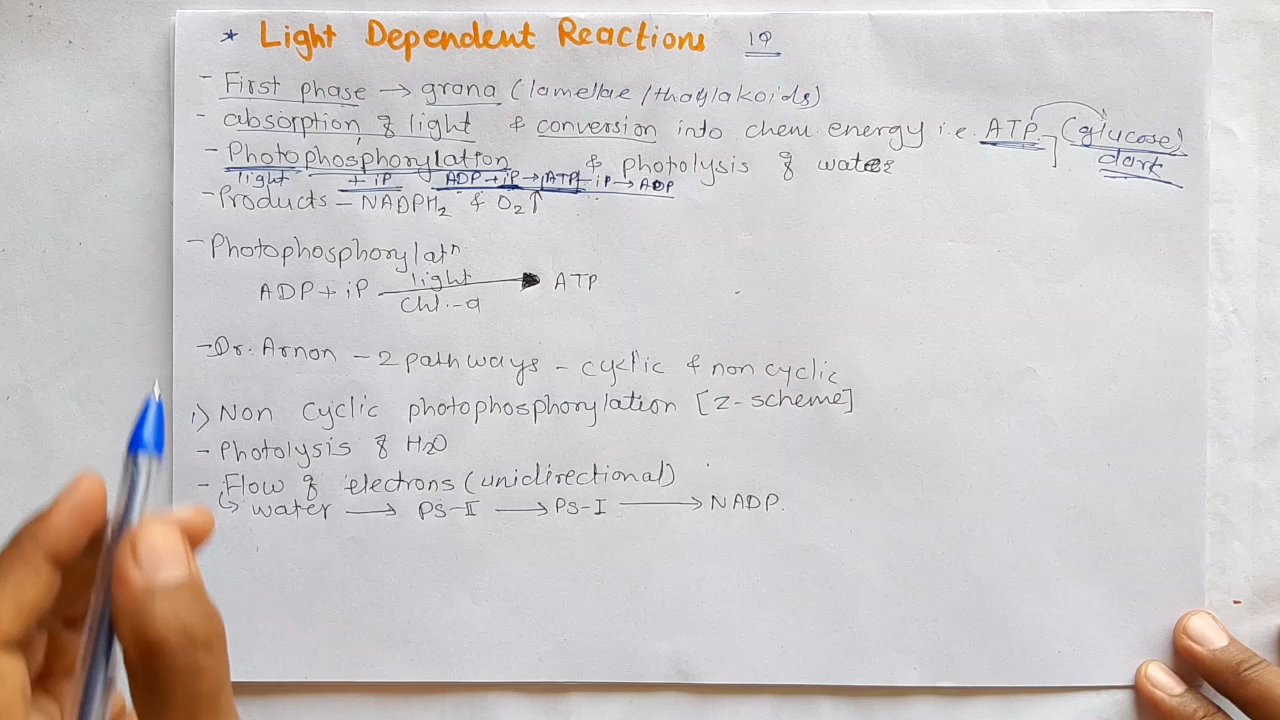 * Light Dependent Reactions 1Q
- First phase → grana (lamellae/thaylakoids)
- absorption of light & conversion into chem. energy i.e. ATP. (glucose)
- Photophosphorylation & photolysis of water dark
light + iP ADP + iP → ATP - iP → ADP
- Products - NADPH₂ & O₂↑
- Photophosphorylatⁿ
ADP + iP light → ATP
Chl.-a
- Dr. Arnon - 2 pathways - cyclic & non cyclic
1) Non Cyclic photophosphorylation [Z-scheme]
- Photolysis of H₂O
- Flow of electrons (unidirectional)
↳ water → PS-II → PS-I → NADP.